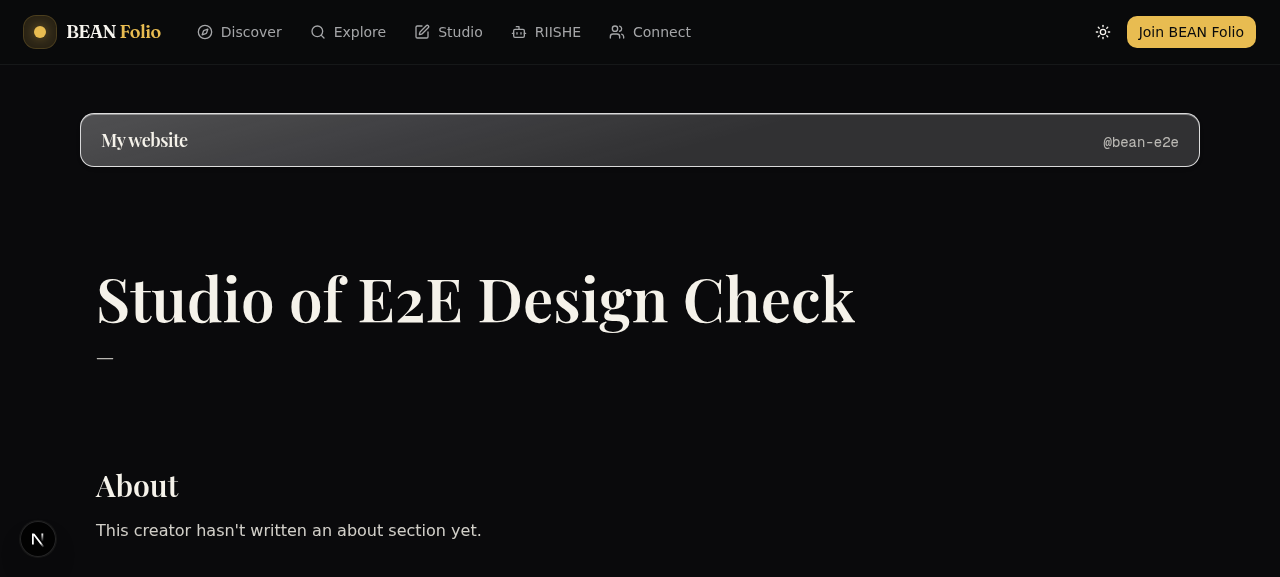 BEAN Folio
Discover
Explore
Studio
RIISHE
Connect
Join BEAN Folio
My website
@bean-e2e
Studio of E2E Design Check
—
About
This creator hasn't written an about section yet.
N